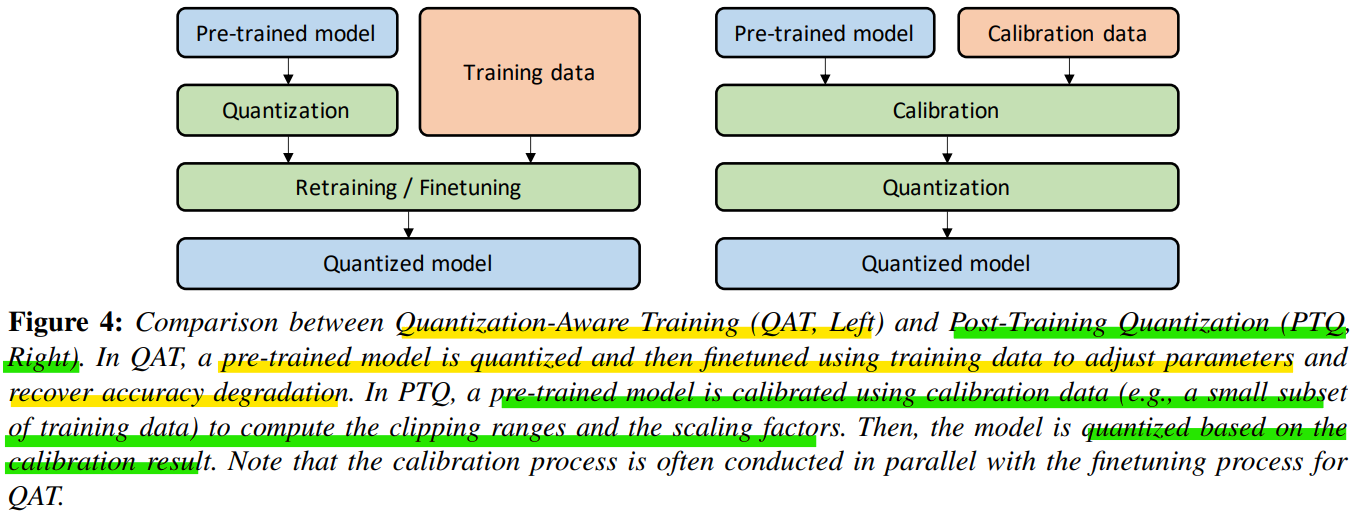 Pre-trained model
Training data
Quantization
Retraining / Finetuning
Quantized model
Pre-trained model
Calibration data
Calibration
Quantization
Quantized model
Figure 4: Comparison between Quantization-Aware Training (QAT, Left) and Post-Training Quantization (PTQ,
Right). In QAT, a pre-trained model is quantized and then finetuned using training data to adjust parameters and
recover accuracy degradation. In PTQ, a pre-trained model is calibrated using calibration data (e.g., a small subset
of training data) to compute the clipping ranges and the scaling factors. Then, the model is quantized based on the
calibration result. Note that the calibration process is often conducted in parallel with the finetuning process for
QAT.